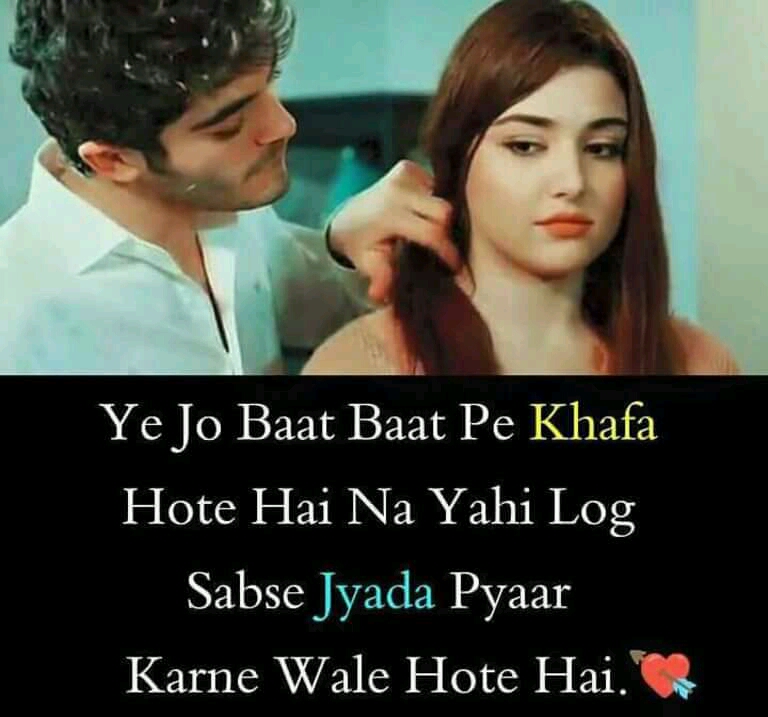 Ye Jo Baat Baat Pe Khafa
Hote Hai Na Yahi Log
Sabse Jyada Pyaar
Karne Wale Hote Hai.💘